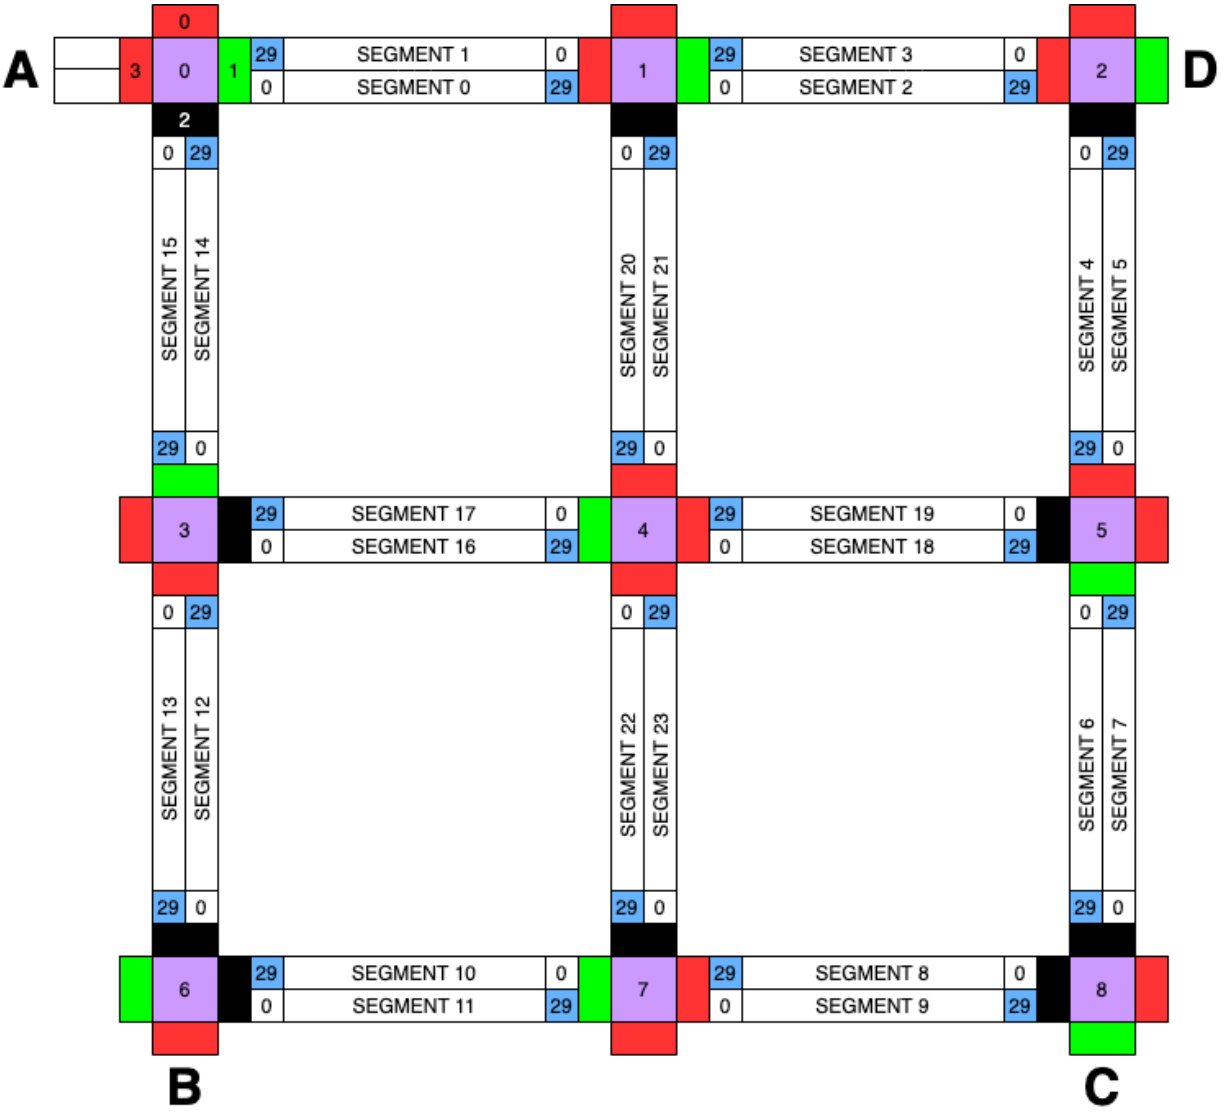 0
A 3 0 1 29 SEGMENT 1 0 1 29 SEGMENT 3 0 2 D
0 SEGMENT 0 29 0 SEGMENT 2 29
2
0 29 0 29 0 29
SEGMENT 15 SEGMENT 14 SEGMENT 20 SEGMENT 21 SEGMENT 4 SEGMENT 5
29 0 29 0 29 0
3 29 SEGMENT 17 0 4 29 SEGMENT 19 0 5
0 SEGMENT 16 29 0 SEGMENT 18 29
0 29 0 29 0 29
SEGMENT 13 SEGMENT 12 SEGMENT 22 SEGMENT 23 SEGMENT 6 SEGMENT 7
29 0 29 0 29 0
6 29 SEGMENT 10 0 7 29 SEGMENT 8 0 8
0 SEGMENT 11 29 0 SEGMENT 9 29
B C